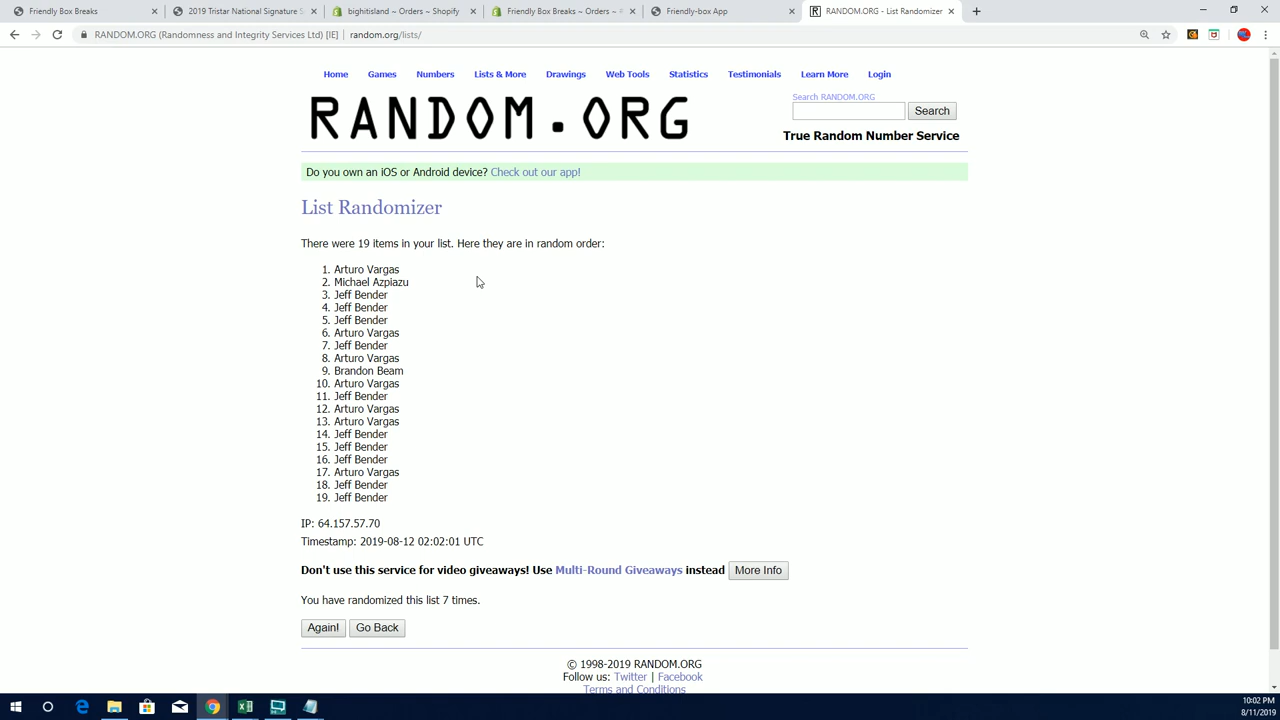 Friendly Box Breaks
2019 Tristar National Signature S
bighitisland ~ Orders ~ Shopify
Friendly Box Breaks ~ Orders ~
Friendly-box App
RANDOM.ORG - List Randomizer
RANDOM.ORG (Randomness and Integrity Services Ltd) [IE] | random.org/lists/
Home Games Numbers Lists & More Drawings Web Tools Statistics Testimonials Learn More Login
RANDOM.ORG
Search RANDOM.ORG
Search
True Random Number Service
Do you own an iOS or Android device? Check out our app!
List Randomizer
There were 19 items in your list. Here they are in random order:
1. Arturo Vargas
2. Michael Azpiazu
3. Jeff Bender
4. Jeff Bender
5. Jeff Bender
6. Arturo Vargas
7. Jeff Bender
8. Arturo Vargas
9. Brandon Beam
10. Arturo Vargas
11. Jeff Bender
12. Arturo Vargas
13. Arturo Vargas
14. Jeff Bender
15. Jeff Bender
16. Jeff Bender
17. Arturo Vargas
18. Jeff Bender
19. Jeff Bender
IP: 64.157.57.70
Timestamp: 2019-08-12 02:02:01 UTC
Don't use this service for video giveaways! Use Multi-Round Giveaways instead More Info
You have randomized this list 7 times.
Again! Go Back
© 1998-2019 RANDOM.ORG
Follow us: Twitter | Facebook
Terms and Conditions
10:02 PM
8/11/2019